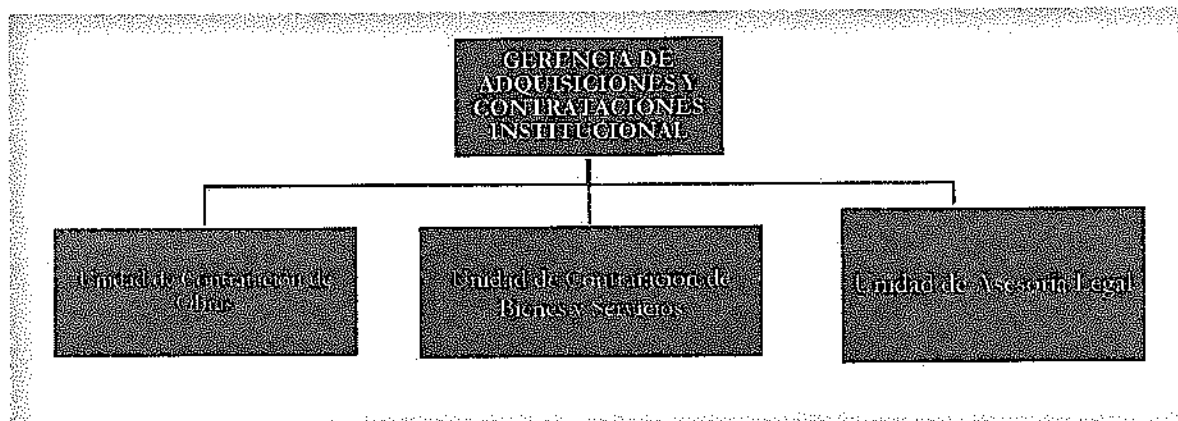 GERENCIA DE
ADQUISICIONES Y
CONTRATACIONES
INSTITUCIONAL
Unidad de Contratación de
Obras
Unidad de Contratación de
Bienes y Servicios
Unidad de Asesoría Legal